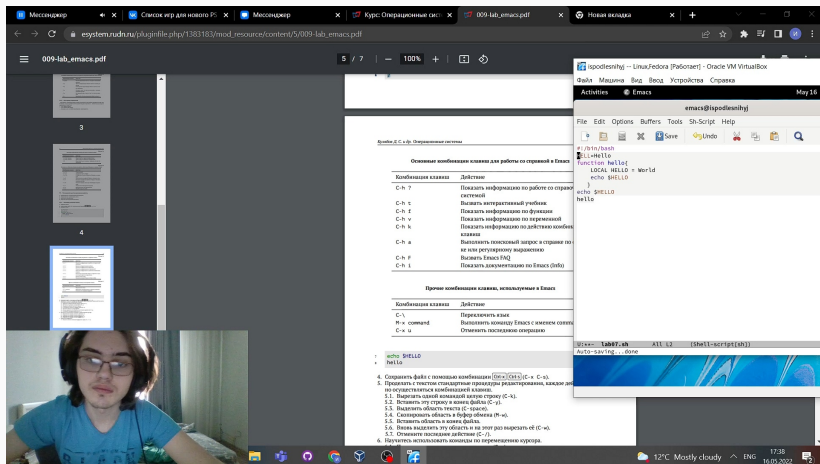 Мессенджер
Список игр для нового PS
Мессенджер
Курс: Операционные сист
009-lab_emacs.pdf
Новая вкладка
esystem.rudn.ru/pluginfile.php/1383183/mod_resource/content/5/009-lab_emacs.pdf
009-lab_emacs.pdf
5 / 7
100%
3
4
Кулябов Д. С. и др. Операционные системы
Основные комбинации клавиш для работы со справкой в Emacs
Комбинация клавиш Действие
C-h ? Показать информацию по работе со справо
системой
C-h t Вызвать интерактивный учебник
C-h f Показать информацию по функции
C-h v Показать информацию по переменной
C-h k Показать информацию по действию комбин
клавиш
C-h a Выполнить поисковый запрос в справке по
ке или регулярному выражению
C-h F Вызвать Emacs FAQ
C-h i Показать документацию по Emacs (Info)
Прочие комбинации клавиш, используемые в Emacs
Комбинация клавиш Действие
C-\ Переключить язык
M-x command Выполнить команду Emacs с именем comma
C-x u Отменить последнюю операцию
echo $HELLO
hello
4. Сохранить файл с помощью комбинации Ctrl-x Ctrl-s (C-x C-s).
5. Проделать с текстом стандартные процедуры редактирования, каждое дей
но осуществляться комбинацией клавиш.
5.1. Вырезать одной командой целую строку (C-k).
5.2. Вставить эту строку в конец файла (C-y).
5.3. Выделить область текста (C-space).
5.4. Скопировать область в буфер обмена (M-w).
5.5. Вставить область в конец файла.
5.6. Вновь выделить эту область и на этот раз вырезать её (C-w).
5.7. Отмените последнее действие (C-/).
6. Научитесь использовать команды по перемещению курсора.
ispodlesnihyj -- Linux,Fedora [Работает] - Oracle VM VirtualBox
Файл Машина Вид Ввод Устройства Справка
Activities Emacs May 16
emacs@ispodlesnihyj
File Edit Options Buffers Tools Sh-Script Help
Save Undo
#!/bin/bash
HELL=Hello
function hello{
LOCAL HELLO = World
echo $HELLO
}
echo $HELLO
hello
U:**- lab07.sh All L2 (Shell-script[sh])
Auto-saving...done
12°C Mostly cloudy
ENG
17:38
16.05.2022